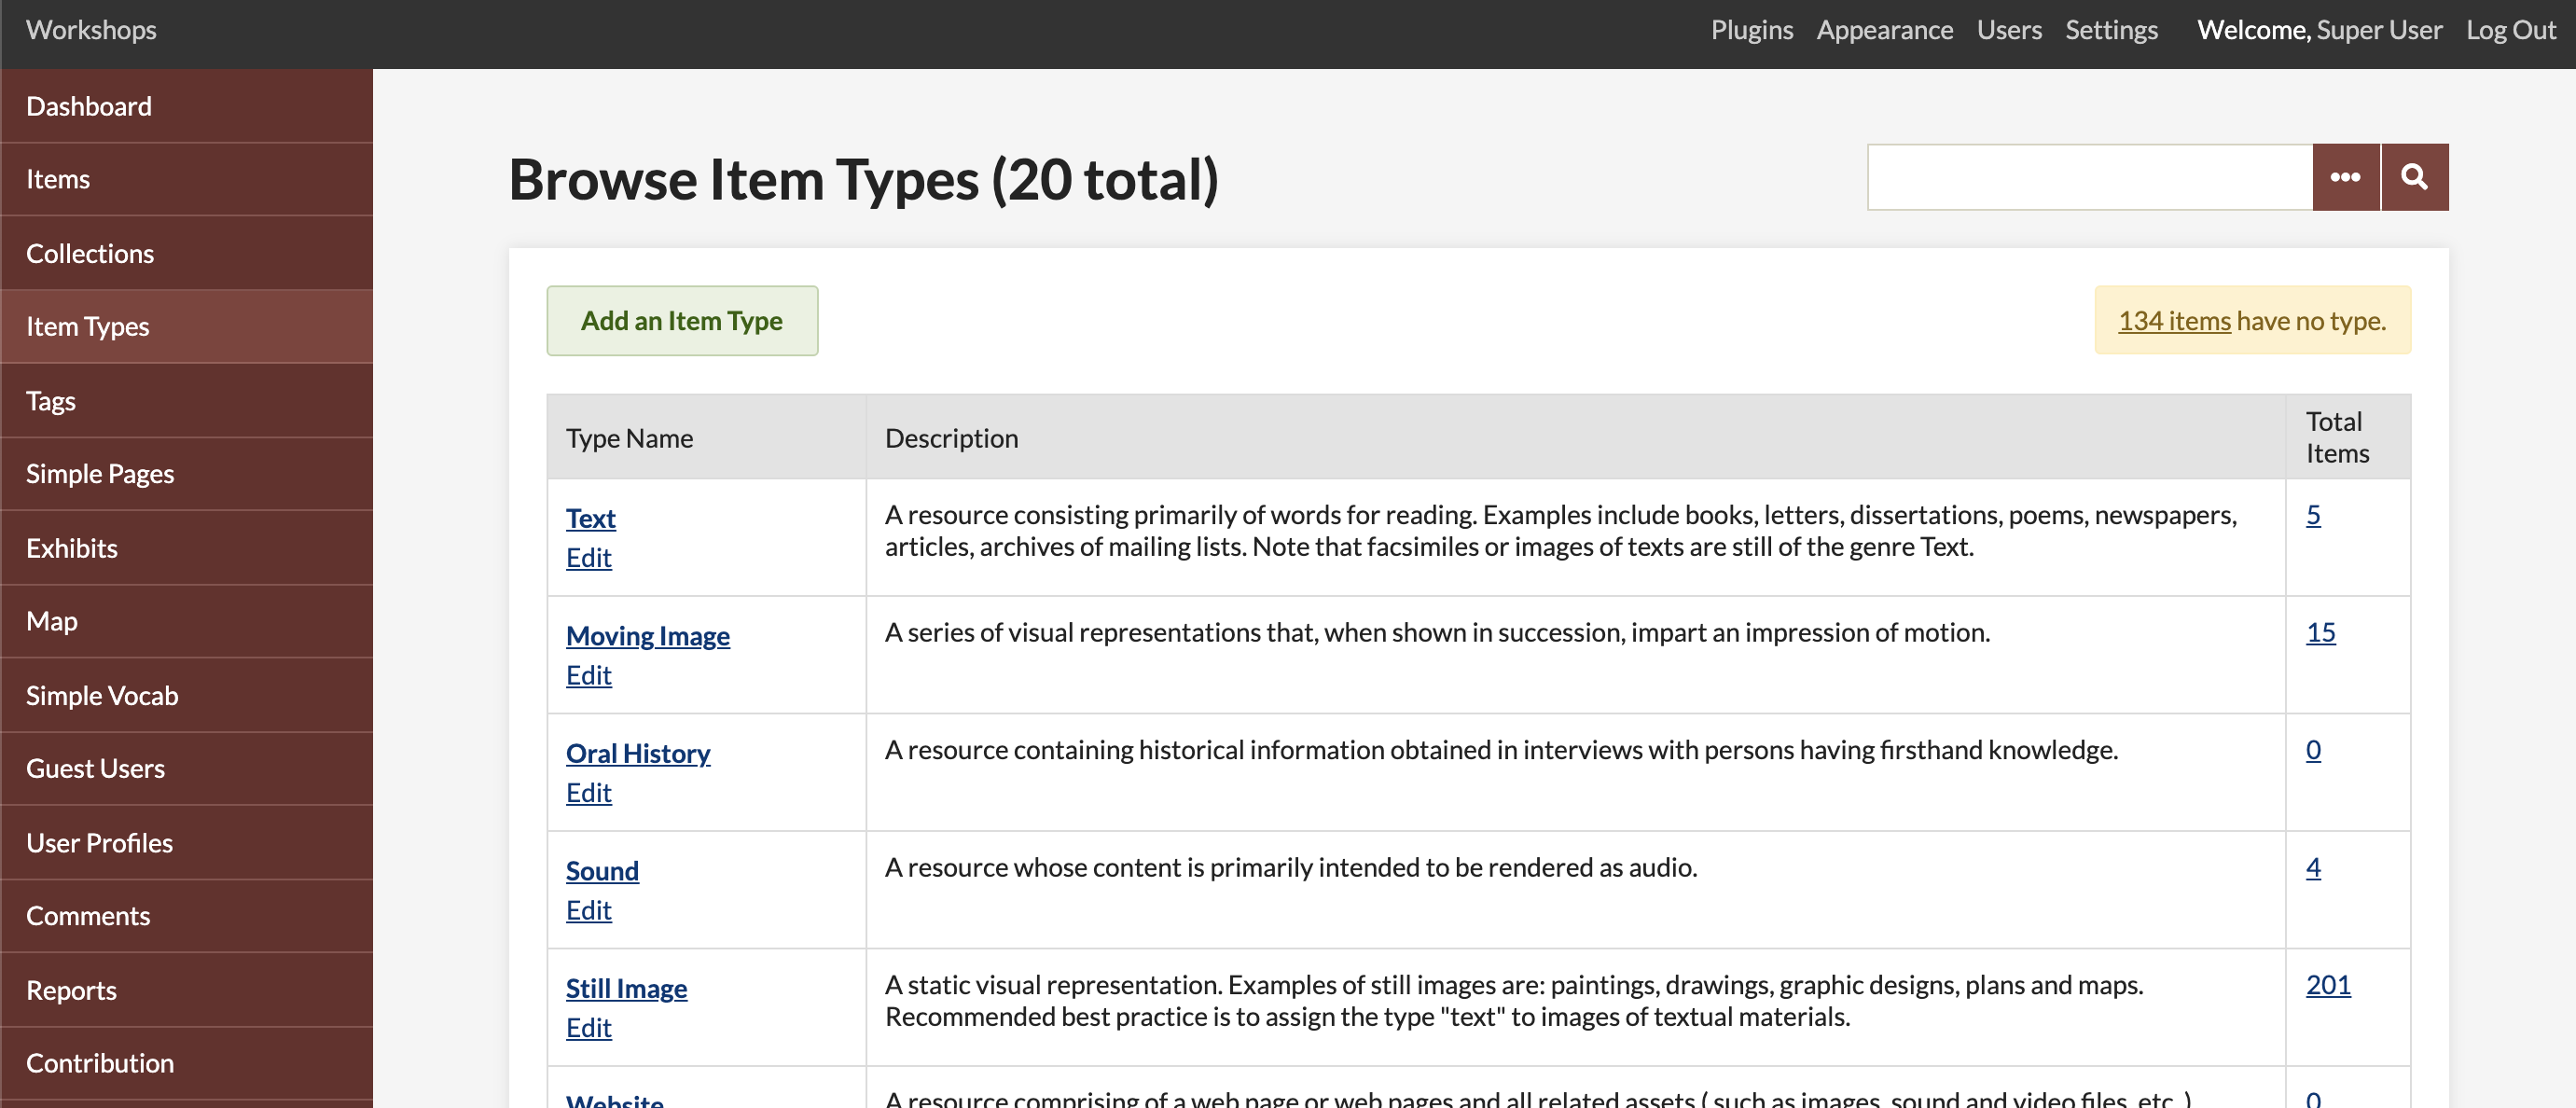 Workshops
Plugins Appearance Users Settings Welcome, Super User Log Out
Dashboard
Items
Collections
Item Types
Tags
Simple Pages
Exhibits
Map
Simple Vocab
Guest Users
User Profiles
Comments
Reports
Contribution
Browse Item Types (20 total)
Add an Item Type
134 items have no type.
Type Name
Description
Total
Items
Text
Edit
A resource consisting primarily of words for reading. Examples include books, letters, dissertations, poems, newspapers,
articles, archives of mailing lists. Note that facsimiles or images of texts are still of the genre Text.
5
Moving Image
Edit
A series of visual representations that, when shown in succession, impart an impression of motion.
15
Oral History
Edit
A resource containing historical information obtained in interviews with persons having firsthand knowledge.
0
Sound
Edit
A resource whose content is primarily intended to be rendered as audio.
4
Still Image
Edit
A static visual representation. Examples of still images are: paintings, drawings, graphic designs, plans and maps.
Recommended best practice is to assign the type "text" to images of textual materials.
201
Website
A resource comprising of a web page or web pages and all related assets ( such as images, sound and video files, etc. )
0